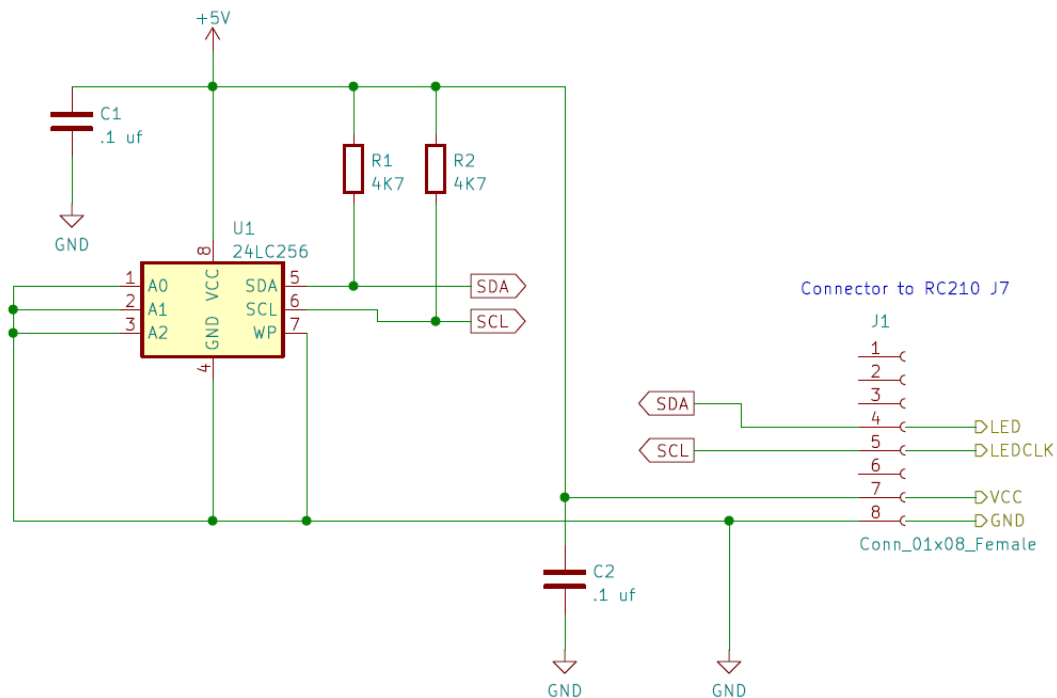 +5V
C1
.1 uf
GND
R1
4K7
R2
4K7
U1
24LC256
8
VCC
1 A0
2 A1
3 A2
SDA 5
SCL 6
WP 7
GND
4
SDA
SCL
Connector to RC210 J7
J1
1
2
3
SDA 4 LED
SCL 5 LEDCLK
6
7 VCC
8 GND
Conn_01x08_Female
C2
.1 uf
GND
GND